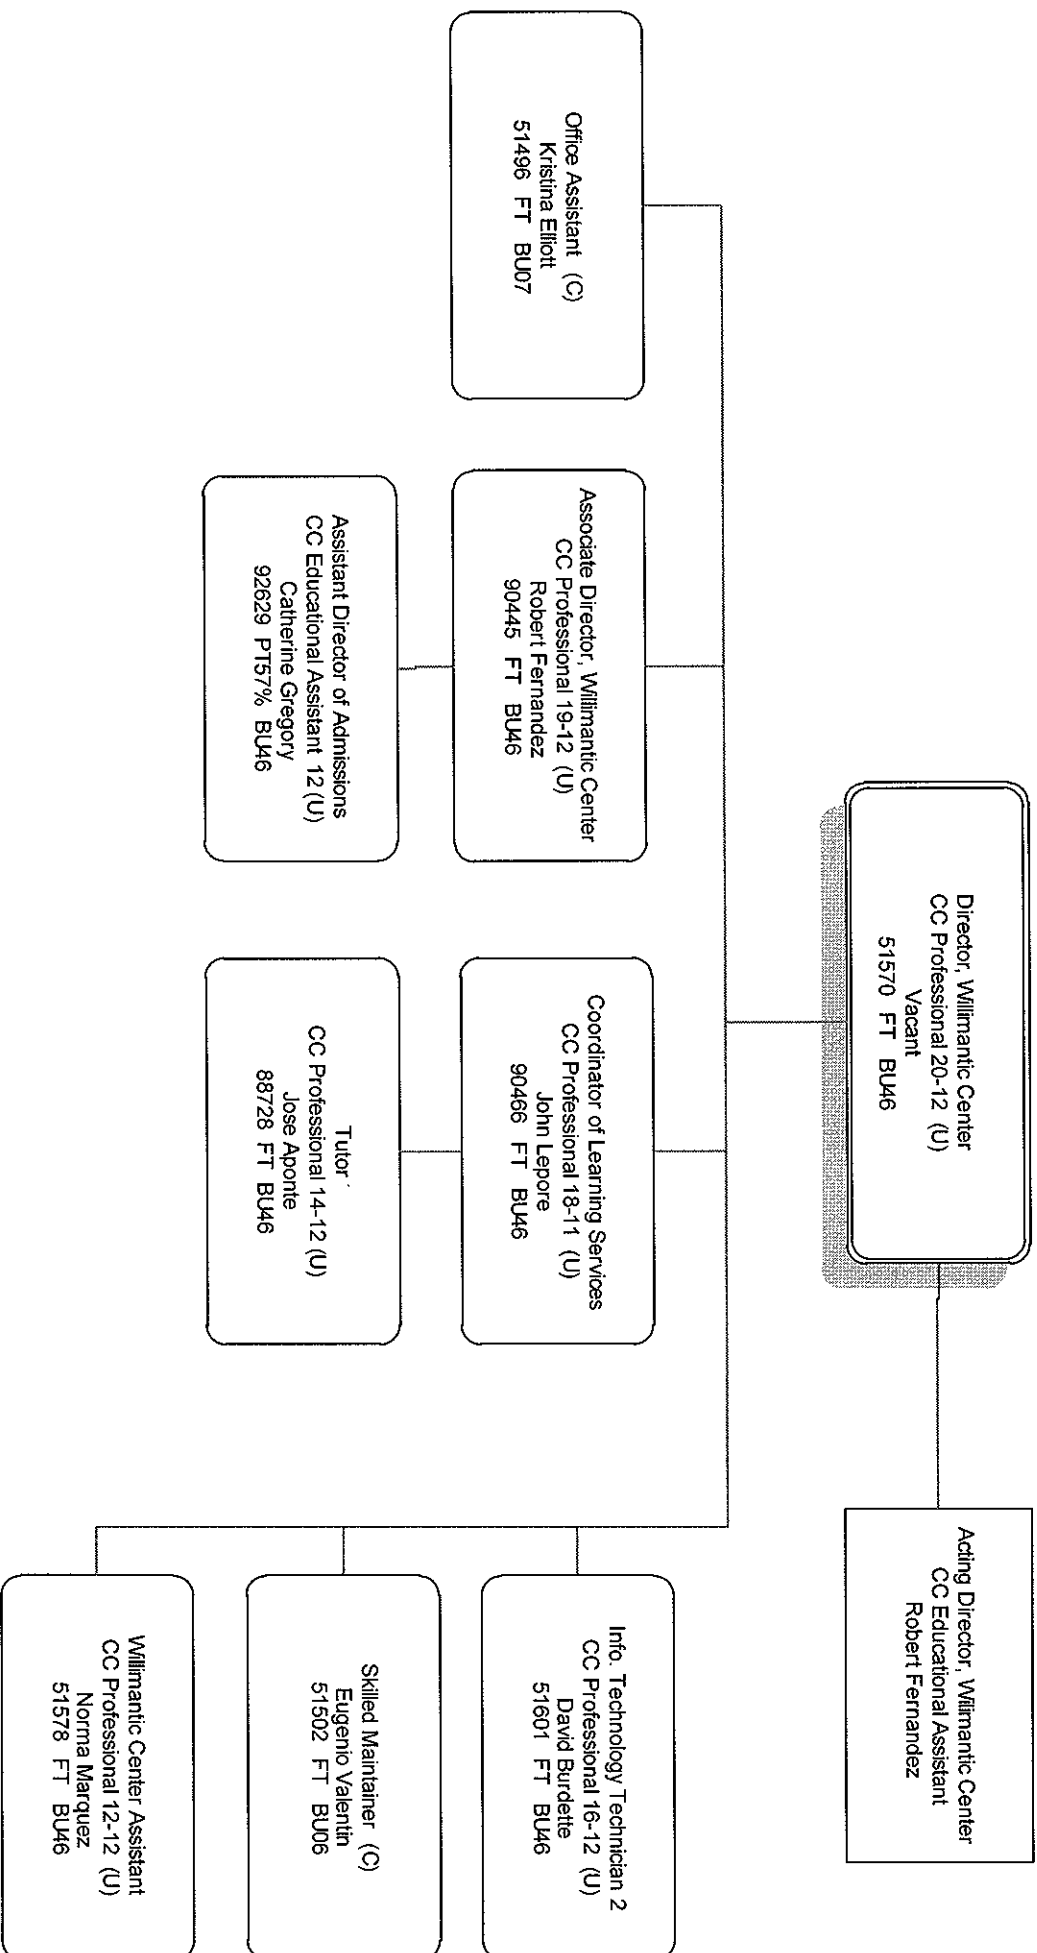 Director, Willimantic Center
CC Professional 20-12 (U)
Vacant
51570 FT BU46
Acting Director, Willimantic Center
CC Educational Assistant
Robert Fernandez
Office Assistant (C)
Kristina Elliott
51496 FT BU07
Associate Director, Willimantic Center
CC Professional 19-12 (U)
Robert Fernandez
90445 FT BU46
Assistant Director of Admissions
CC Educational Assistant 12 (U)
Catherine Gregory
92629 PT57% BU46
Coordinator of Learning Services
CC Professional 18-11 (U)
John Lepore
90466 FT BU46
Tutor
CC Professional 14-12 (U)
Jose Aponte
88728 FT BU46
Info. Technology Technician 2
CC Professional 16-12 (U)
David Burdette
51601 FT BU46
Skilled Maintainer (C)
Eugenio Valentin
51502 FT BU06
Willimantic Center Assistant
CC Professional 12-12 (U)
Norma Marquez
51578 FT BU46